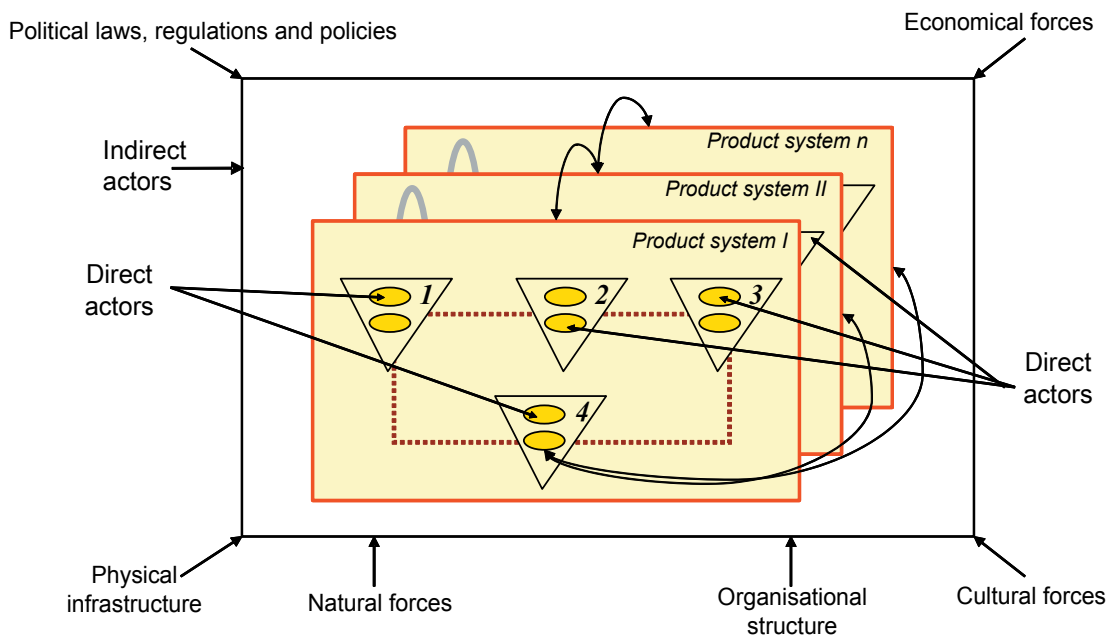 Political laws, regulations and policies
Economical forces
Indirect
actors
Product system n
Product system II
Product system I
Direct
actors
1
2
3
4
Direct
actors
Physical
infrastructure
Natural forces
Organisational
structure
Cultural forces